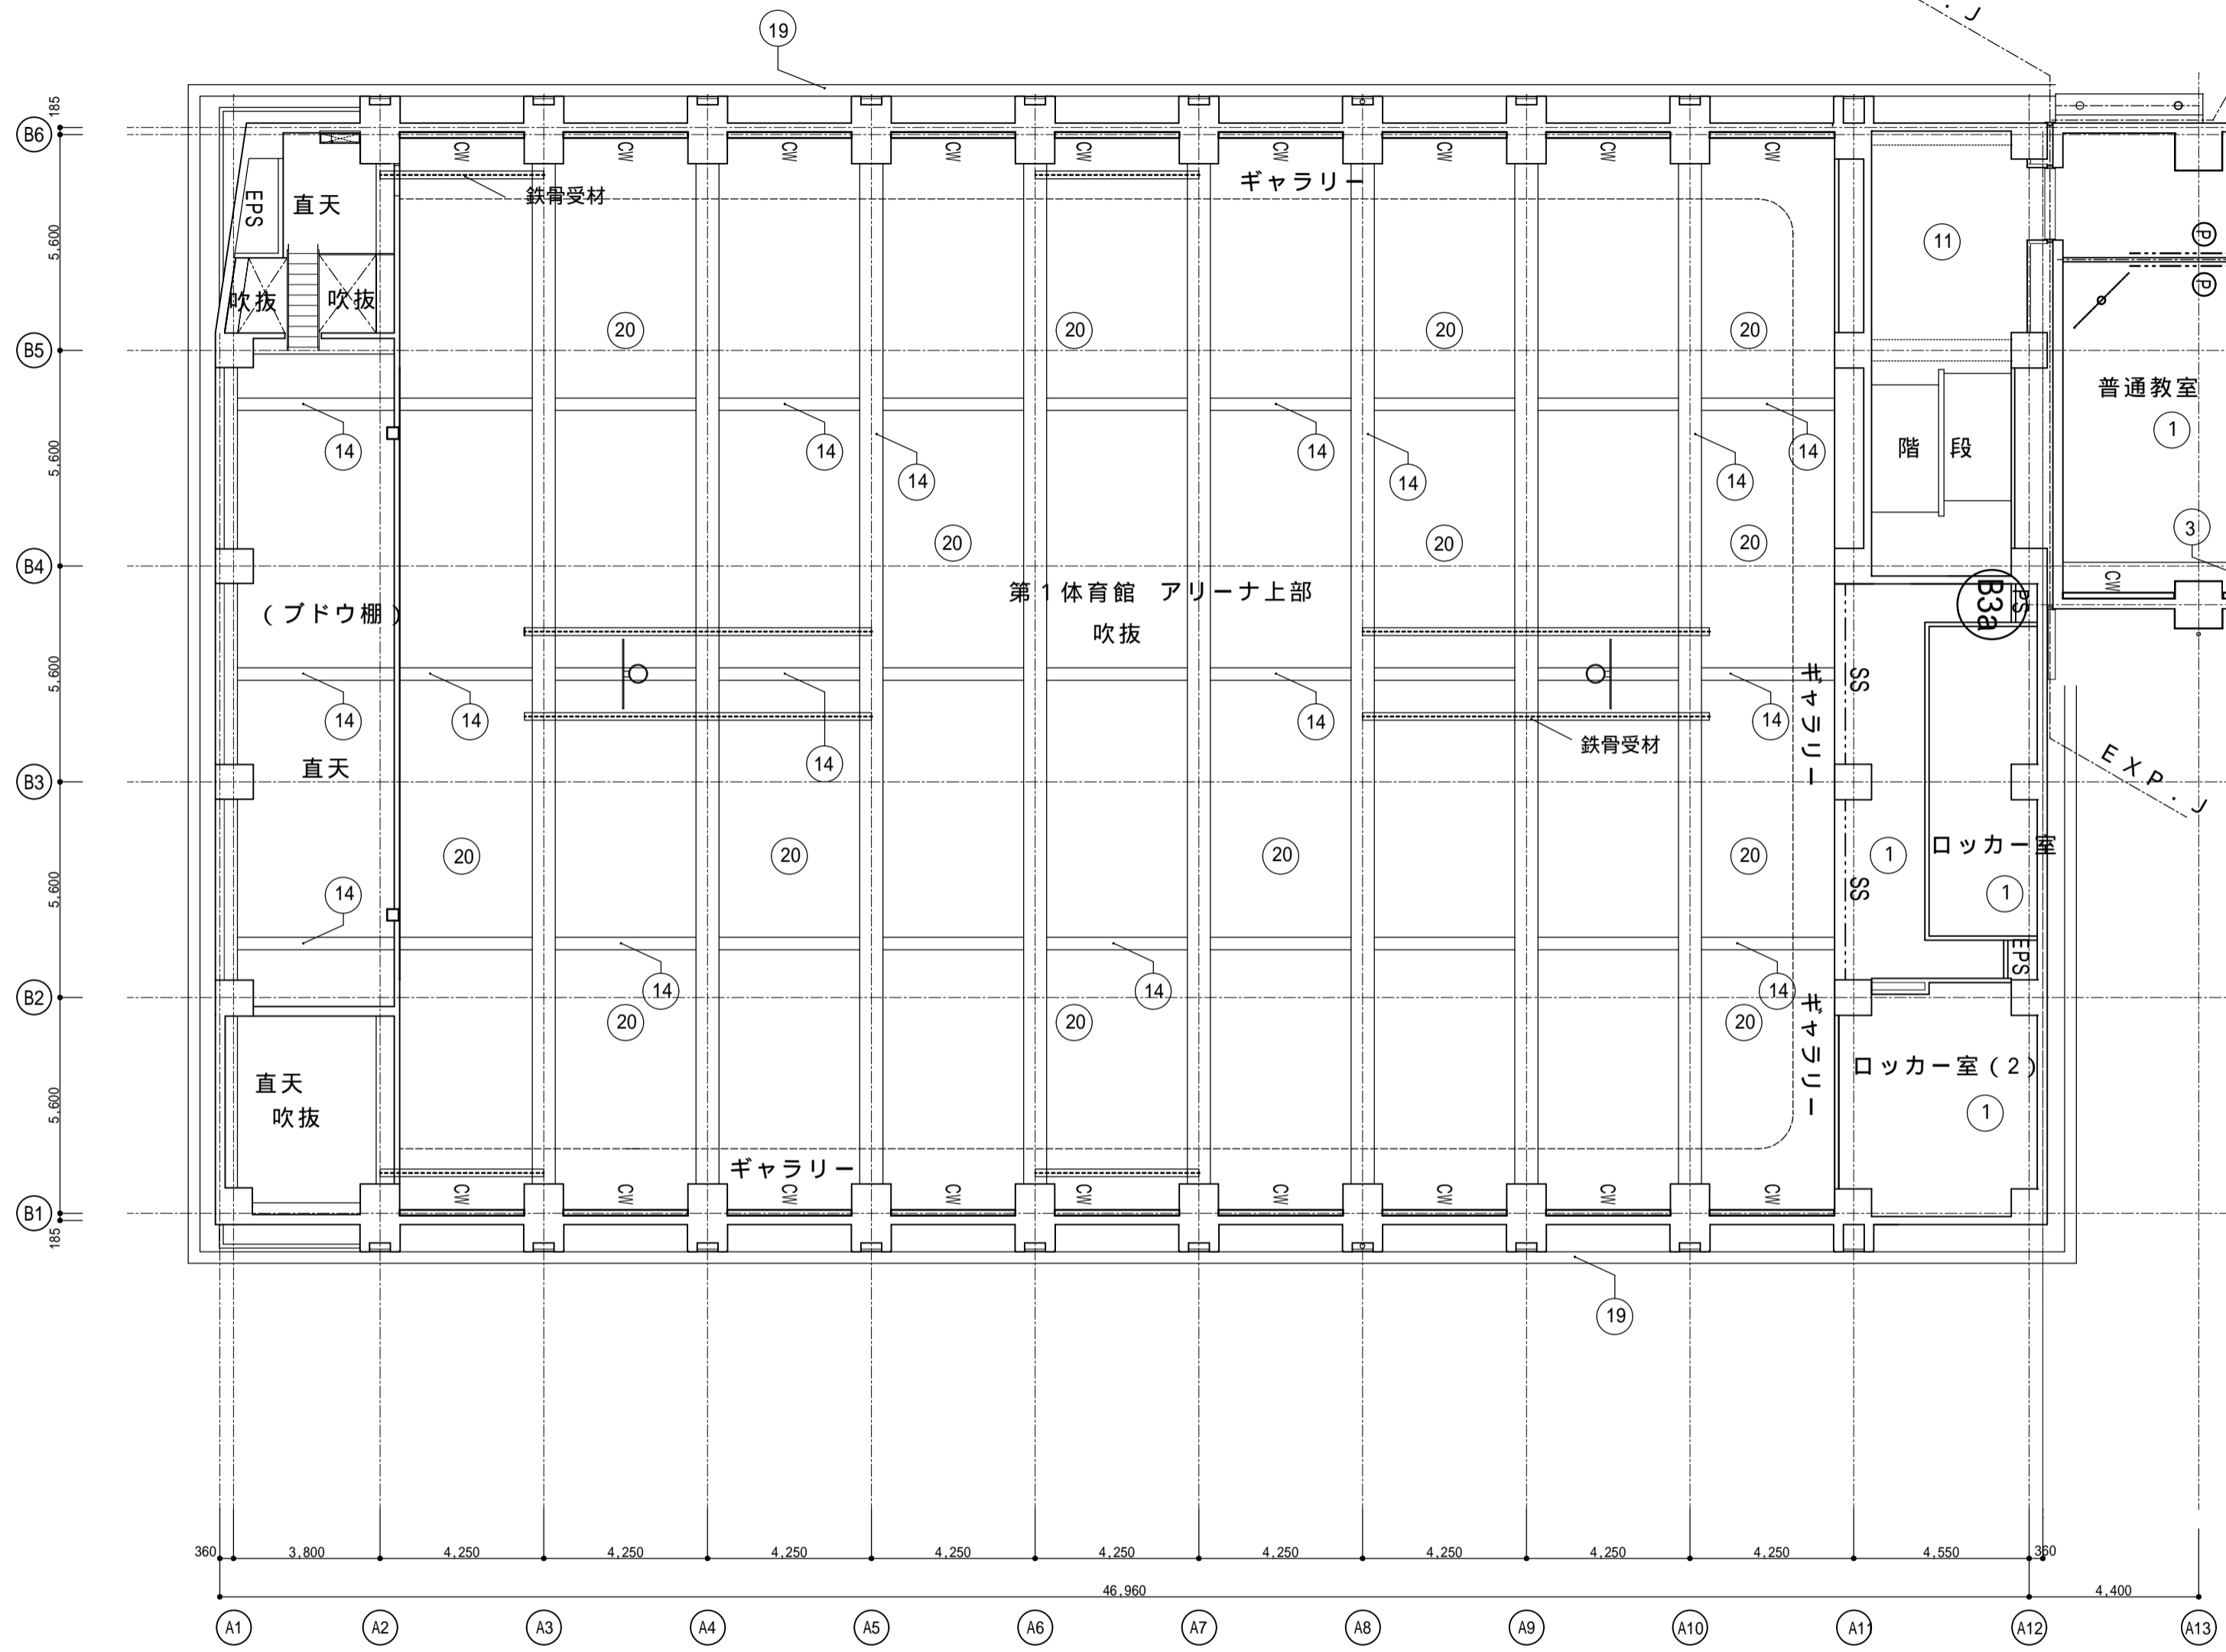 . J
19
185
B6
CW CW CW CW CW CW CW CW CW
鉄骨受材
ギャラリー
EPS
直天
11
P
P
5,600
吹抜
吹抜
20
20
20
20
B5
普通教室
1
14
14
14
14
階 段
5,600
14
14
14
3
20
20
20
B4
CW
第1体育館 アリーナ上部
吹抜
(ブドウ棚)
B3a
PS
5,600
ギャラリー
SS
14
14
14
14
14
鉄骨受材
直天
B3
EXP.J
ロッカー室
20
20
20
20
1
5,600
14
SS
1
EPS
14
14
14
B2
20
20
20
ギャラリー
直天
吹抜
ロッカー室(2)
1
5,600
ギャラリー
CW CW CW CW CW CW CW CW CW
B1
185
19
360 3,800 4,250 4,250 4,250 4,250 4,250 4,250 4,250 4,250 4,250 4,550 360
46,960 4,400
A1 A2 A3 A4 A5 A6 A7 A8 A9 A10 A11 A12 A13